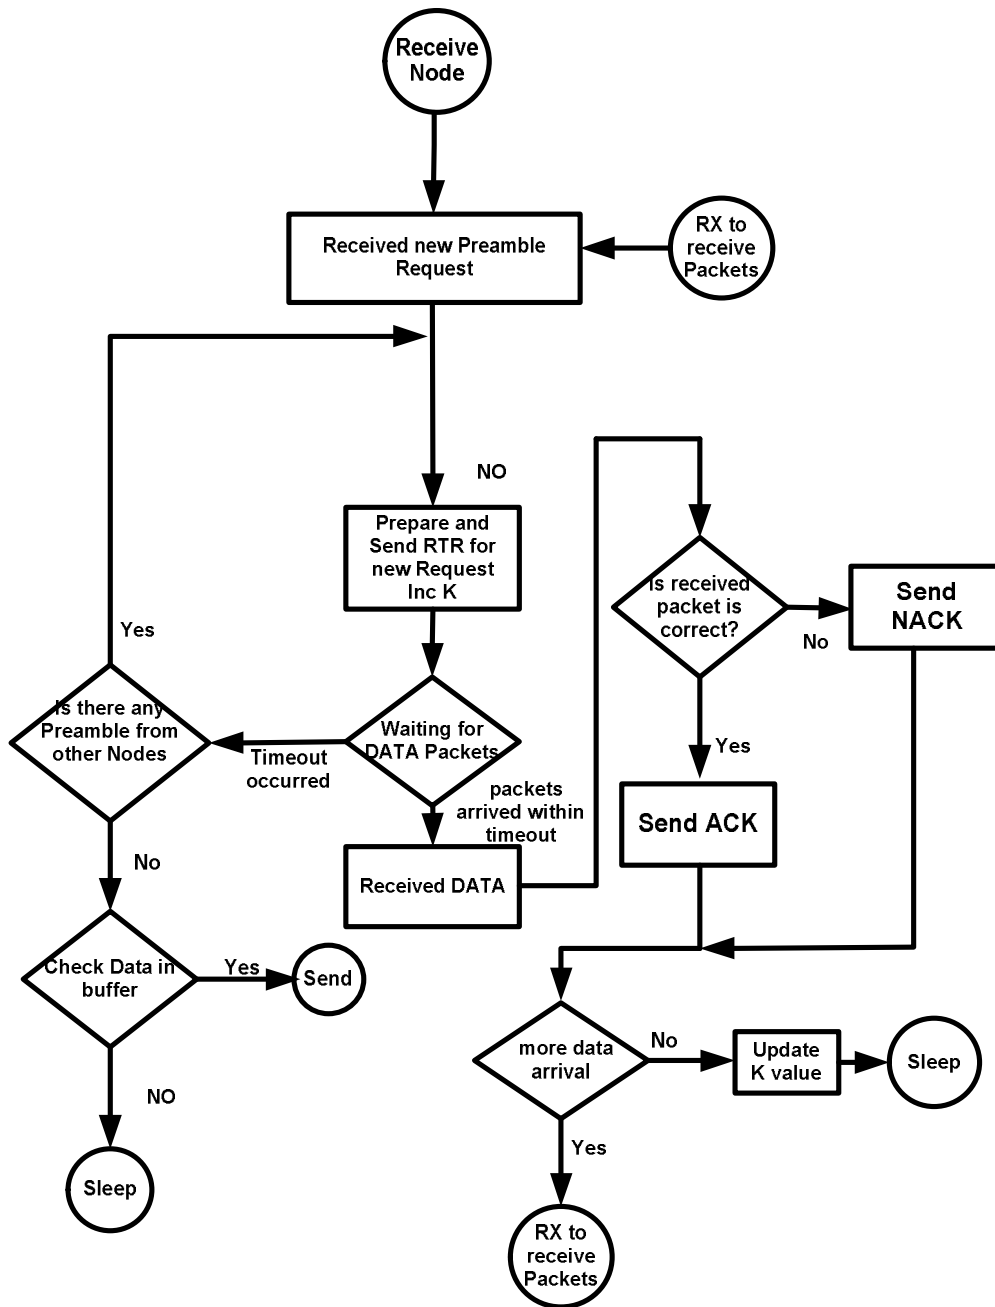 Receive
Node
RX to
receive
Packets
Received new Preamble
Request
NO
Prepare and
Send RTR for
new Request
Inc K
Is received
packet is
correct?
No
Send
NACK
Yes
Is there any
Preamble from
other Nodes
Timeout
occurred
Waiting for
DATA Packets
packets
arrived within
timeout
Yes
Send ACK
No
Received DATA
Check Data in
buffer
Yes
Send
more data
arrival
No
Update
K value
Sleep
NO
Yes
Sleep
RX to
receive
Packets